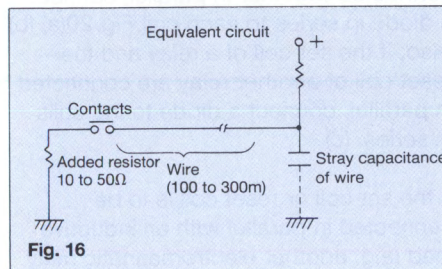 Equivalent circuit
+
Contacts
Added resistor
10 to 50Ω
Wire
(100 to 300m)
Stray capacitance
of wire
Fig. 16